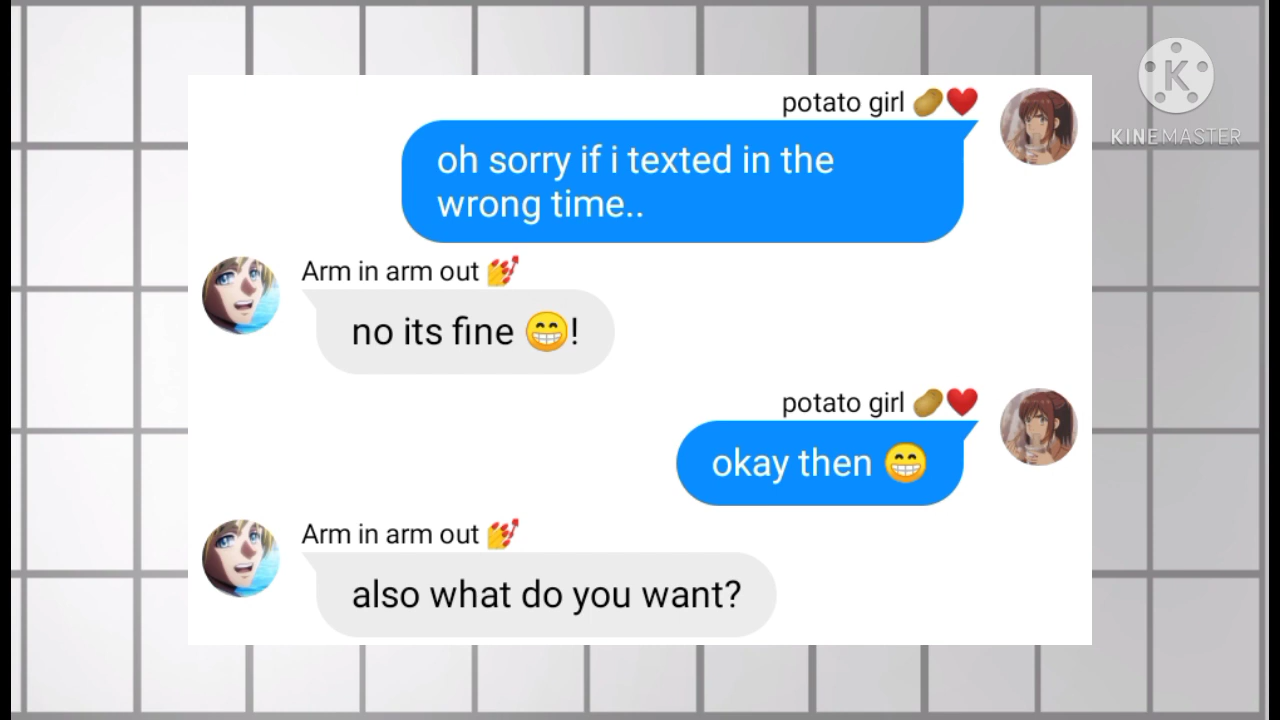 potato girl 🥔❤️
oh sorry if i texted in the
wrong time..
K
KINEMASTER
Arm in arm out 💅
no its fine 😁!
potato girl 🥔❤️
okay then 😁
Arm in arm out 💅
also what do you want?